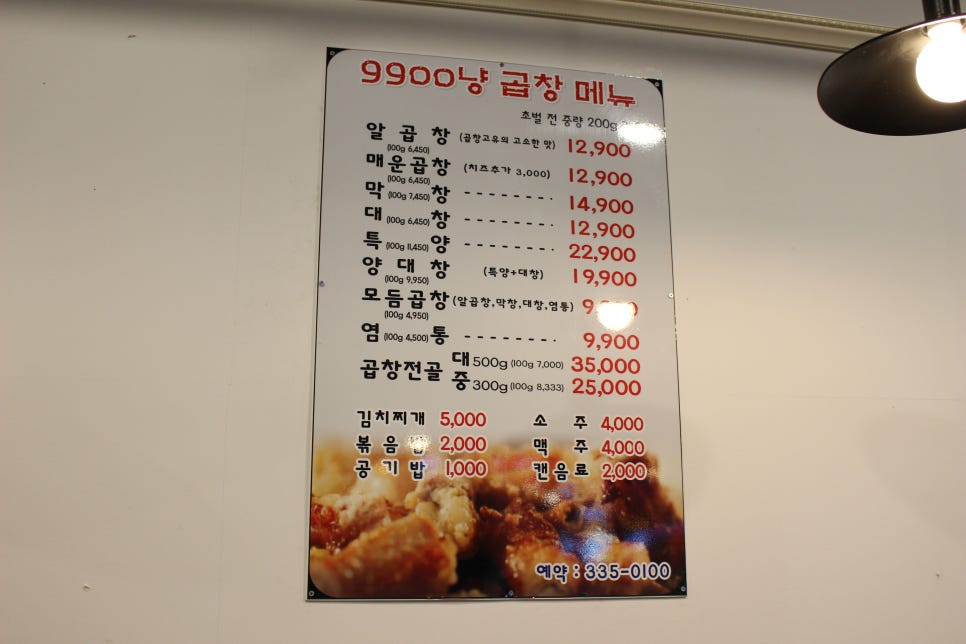 9900냥 곱창 메뉴
초벌 전 중량 200g
알곱창 (곱창고유의 고소한 맛) 12,900
(100g 6,450)
매운곱창 (치즈추가 3,000) 12,900
(100g 6,450)
막창 (100g 7,450) - - - - - - - - 14,900
대창 (100g 6,450) - - - - - - - - 12,900
특양 (100g 11,450) - - - - - - - - 22,900
양대창 (특양+대창) 19,900
(100g 9,950)
모듬곱창 (알곱창,막창,대창,염통)
(100g 4,950)
염통 (100g 4,500) - - - - - - - - 9,900
곱창전골 대 500g (100g 7,000) 35,000
중 300g (100g 8,333) 25,000
김치찌개 5,000 소주 4,000
볶음밥 2,000 맥주 4,000
공기밥 1,000 캔음료 2,000
예약 : 335-0100